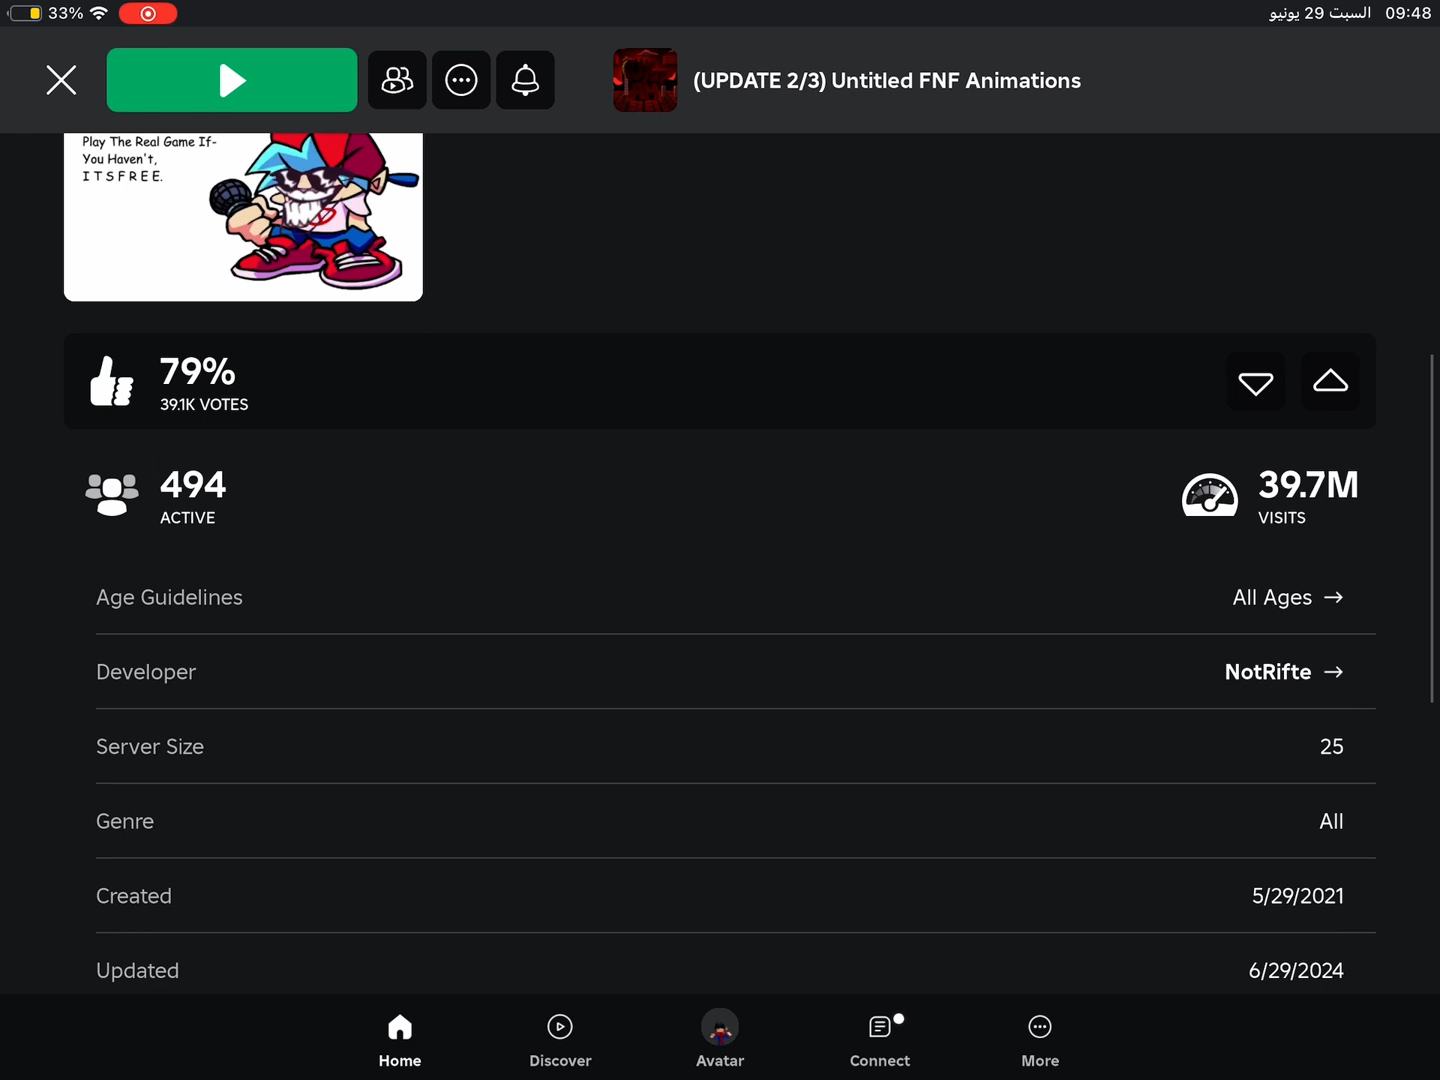 33%
السبت 29 يونيو 09:48
(UPDATE 2/3) Untitled FNF Animations
Play The Real Game If-
You Haven't,
I T S F R E E.
79%
39.1K VOTES
494
ACTIVE
39.7M
VISITS
Age Guidelines
All Ages →
Developer
NotRifte →
Server Size
25
Genre
All
Created
5/29/2021
Updated
6/29/2024
Home
Discover
Avatar
Connect
More